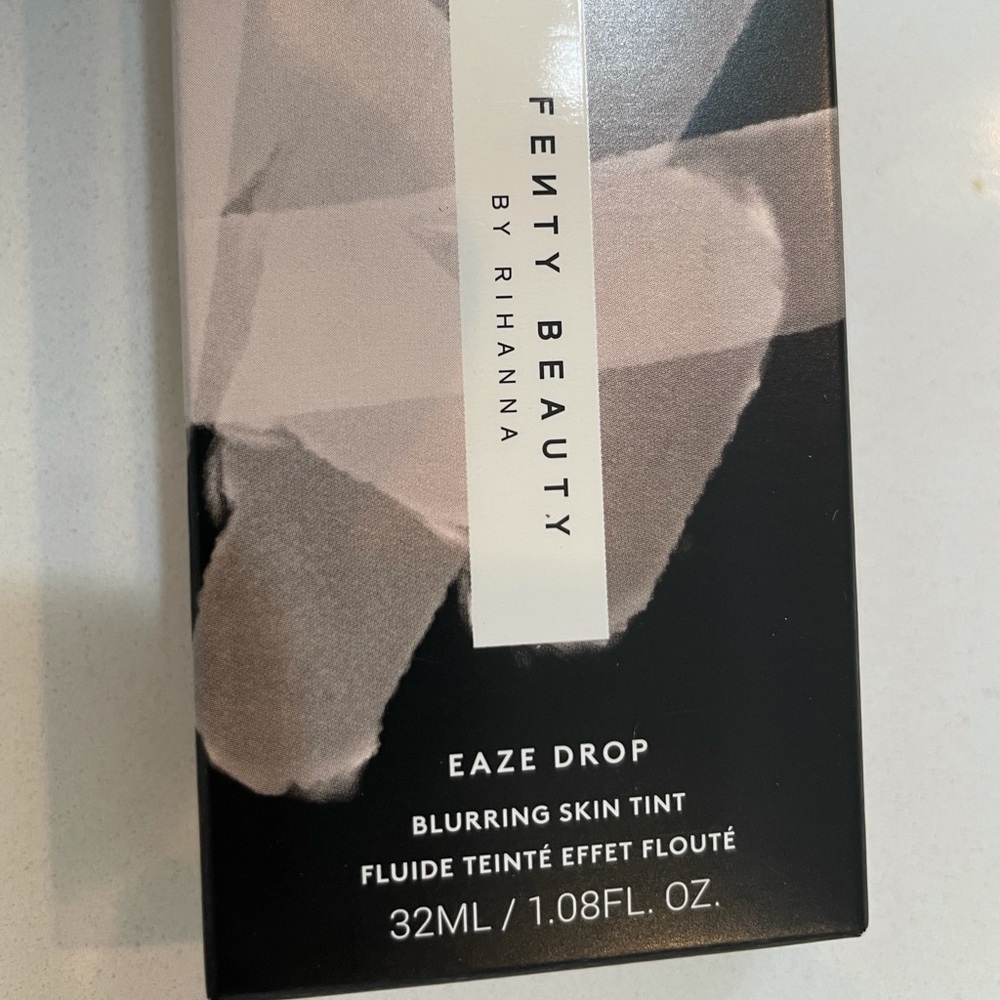 FENTY BEAUTY
BY RIHANNA
EAZE DROP
BLURRING SKIN TINT
FLUIDE TEINTÉ EFFET FLOUTÉ
32ML / 1.08FL. OZ.